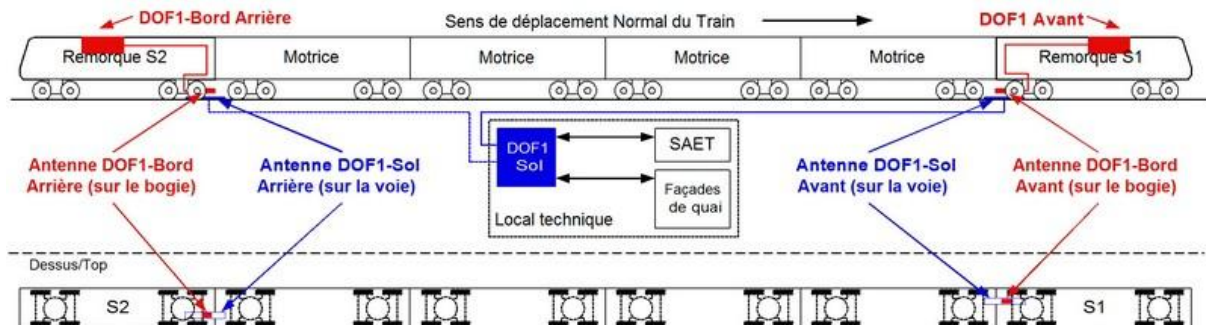 DOF1-Bord Arrière
Sens de déplacement Normal du Train
DOF1 Avant
Remorque S2
Motrice
Motrice
Motrice
Motrice
Remorque S1
Antenne DOF1-Bord
Arrière (sur le bogie)
Antenne DOF1-Sol
Arrière (sur la voie)
DOF1
Sol
SAET
Façades
de quai
Local technique
Antenne DOF1-Sol
Avant (sur la voie)
Antenne DOF1-Bord
Avant (sur le bogie)
Dessus/Top
S2
S1